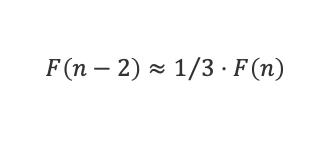 F(n − 2) ≈ 1/3 · F(n)